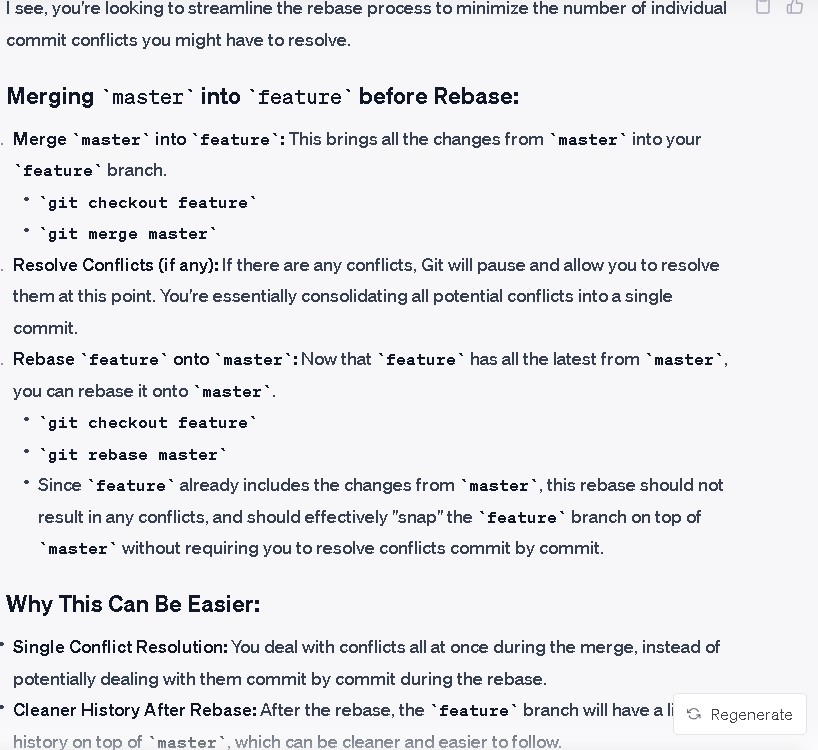 I see, you're looking to streamline the rebase process to minimize the number of individual
commit conflicts you might have to resolve.
Merging `master` into `feature` before Rebase:
. Merge `master` into `feature`: This brings all the changes from `master` into your
`feature` branch.
• `git checkout feature`
• `git merge master`
. Resolve Conflicts (if any): If there are any conflicts, Git will pause and allow you to resolve
them at this point. You're essentially consolidating all potential conflicts into a single
commit.
. Rebase `feature` onto `master`: Now that `feature` has all the latest from `master`,
you can rebase it onto `master`.
• `git checkout feature`
• `git rebase master`
• Since `feature` already includes the changes from `master`, this rebase should not
result in any conflicts, and should effectively "snap" the `feature` branch on top of
`master` without requiring you to resolve conflicts commit by commit.
Why This Can Be Easier:
• Single Conflict Resolution: You deal with conflicts all at once during the merge, instead of
potentially dealing with them commit by commit during the rebase.
• Cleaner History After Rebase: After the rebase, the `feature` branch will have a
history on top of `master`, which can be cleaner and easier to follow.
Regenerate